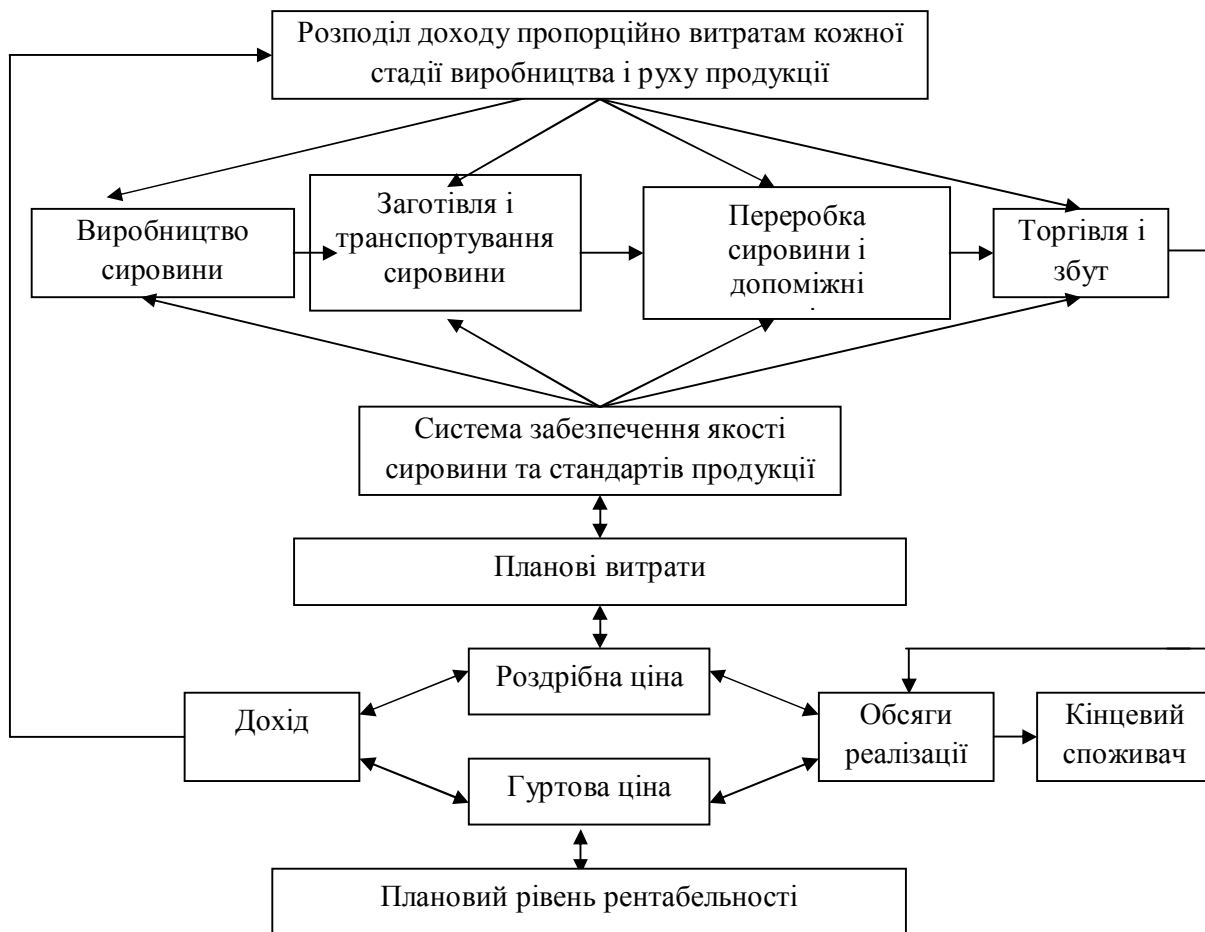 Розподіл доходу пропорційно витратам кожної
стадії виробництва і руху продукції
Виробництво
сировини
Заготівля і
транспортування
сировини
Переробка
сировини і
допоміжні
Торгівля і
збут
Система забезпечення якості
сировини та стандартів продукції
Планові витрати
Роздрібна ціна
Дохід
Обсяги
реалізації
Кінцевий
споживач
Гуртова ціна
Плановий рівень рентабельності